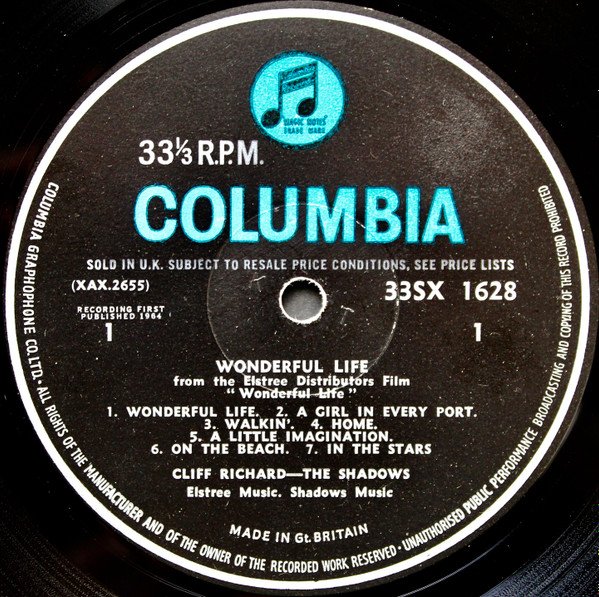 MAGIC NOTES
TRADE MARK
33⅓ R.P.M.
COLUMBIA
SOLD IN U.K. SUBJECT TO RESALE PRICE CONDITIONS, SEE PRICE LISTS
(XAX.2655)
33SX 1628
RECORDING FIRST
PUBLISHED 1964
1
1
WONDERFUL LIFE
from the Elstree Distributors Film
"Wonderful Life"
1. WONDERFUL LIFE. 2. A GIRL IN EVERY PORT.
3. WALKIN'. 4. HOME.
5. A LITTLE IMAGINATION.
6. ON THE BEACH. 7. IN THE STARS
CLIFF RICHARD—THE SHADOWS
Elstree Music. Shadows Music
MADE IN Gt. BRITAIN
COLUMBIA GRAPHOPHONE CO. LTD. · ALL RIGHTS OF THE MANUFACTURER AND OF THE OWNER OF THE RECORDED WORK RESERVED · UNAUTHORISED PUBLIC PERFORMANCE BROADCASTING AND COPYING OF THIS RECORD PROHIBITED